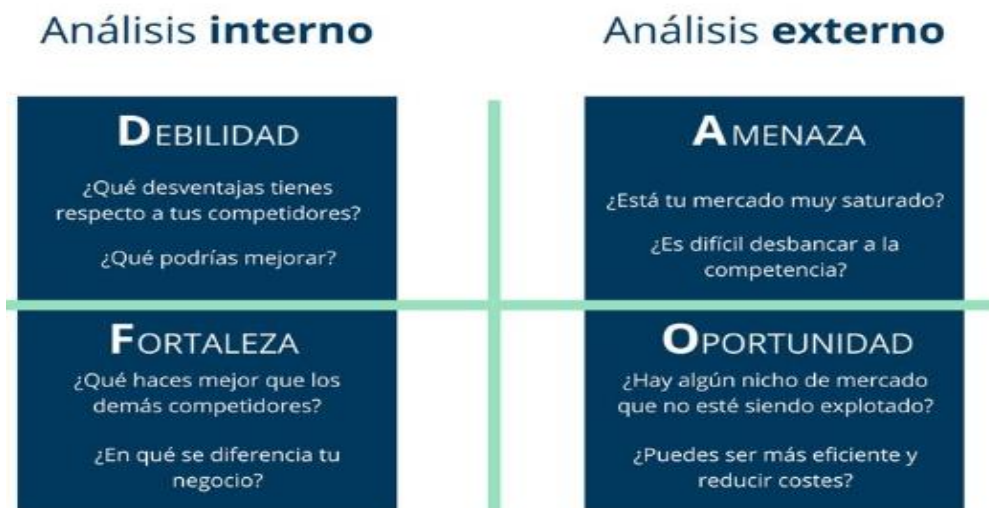 Análisis interno
Análisis externo
DEBILIDAD
¿Qué desventajas tienes
respecto a tus competidores?
¿Qué podrías mejorar?
AMENAZA
¿Está tu mercado muy saturado?
¿Es difícil desbancar a la
competencia?
FORTALEZA
¿Qué haces mejor que los
demás competidores?
¿En qué se diferencia tu
negocio?
OPORTUNIDAD
¿Hay algún nicho de mercado
que no esté siendo explotado?
¿Puedes ser más eficiente y
reducir costes?